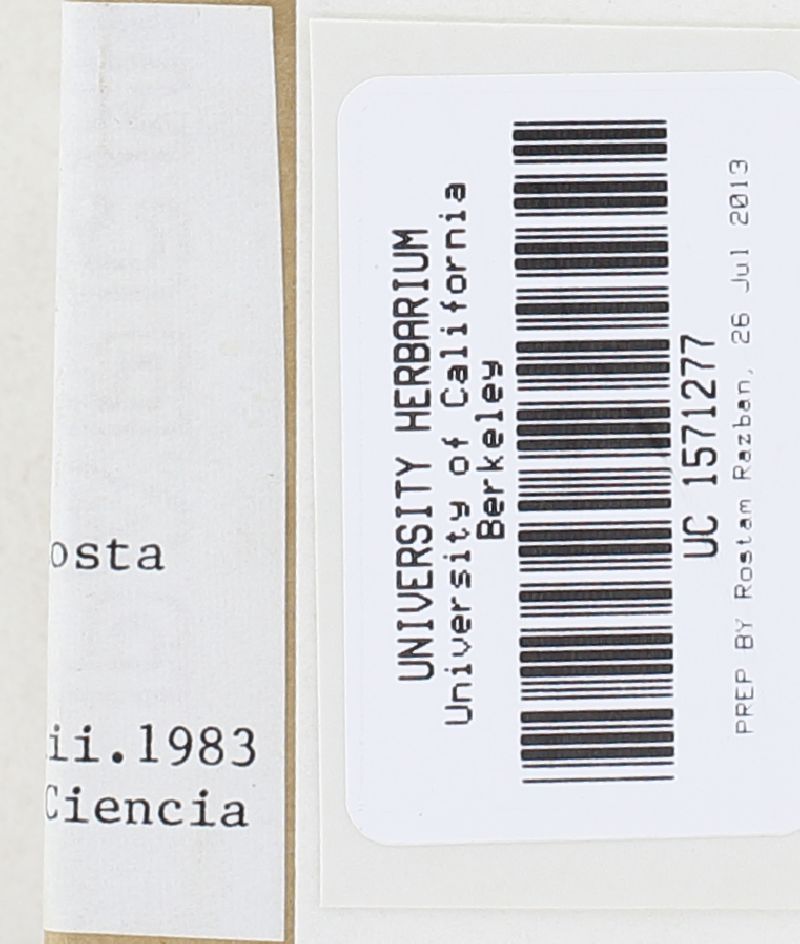 osta
ii.1983
Ciencia
UNIVERSITY HERBARIUM
University of California
Berkeley
UC 1571277
PREP BY Rostam Razban, 26 Jul 2013